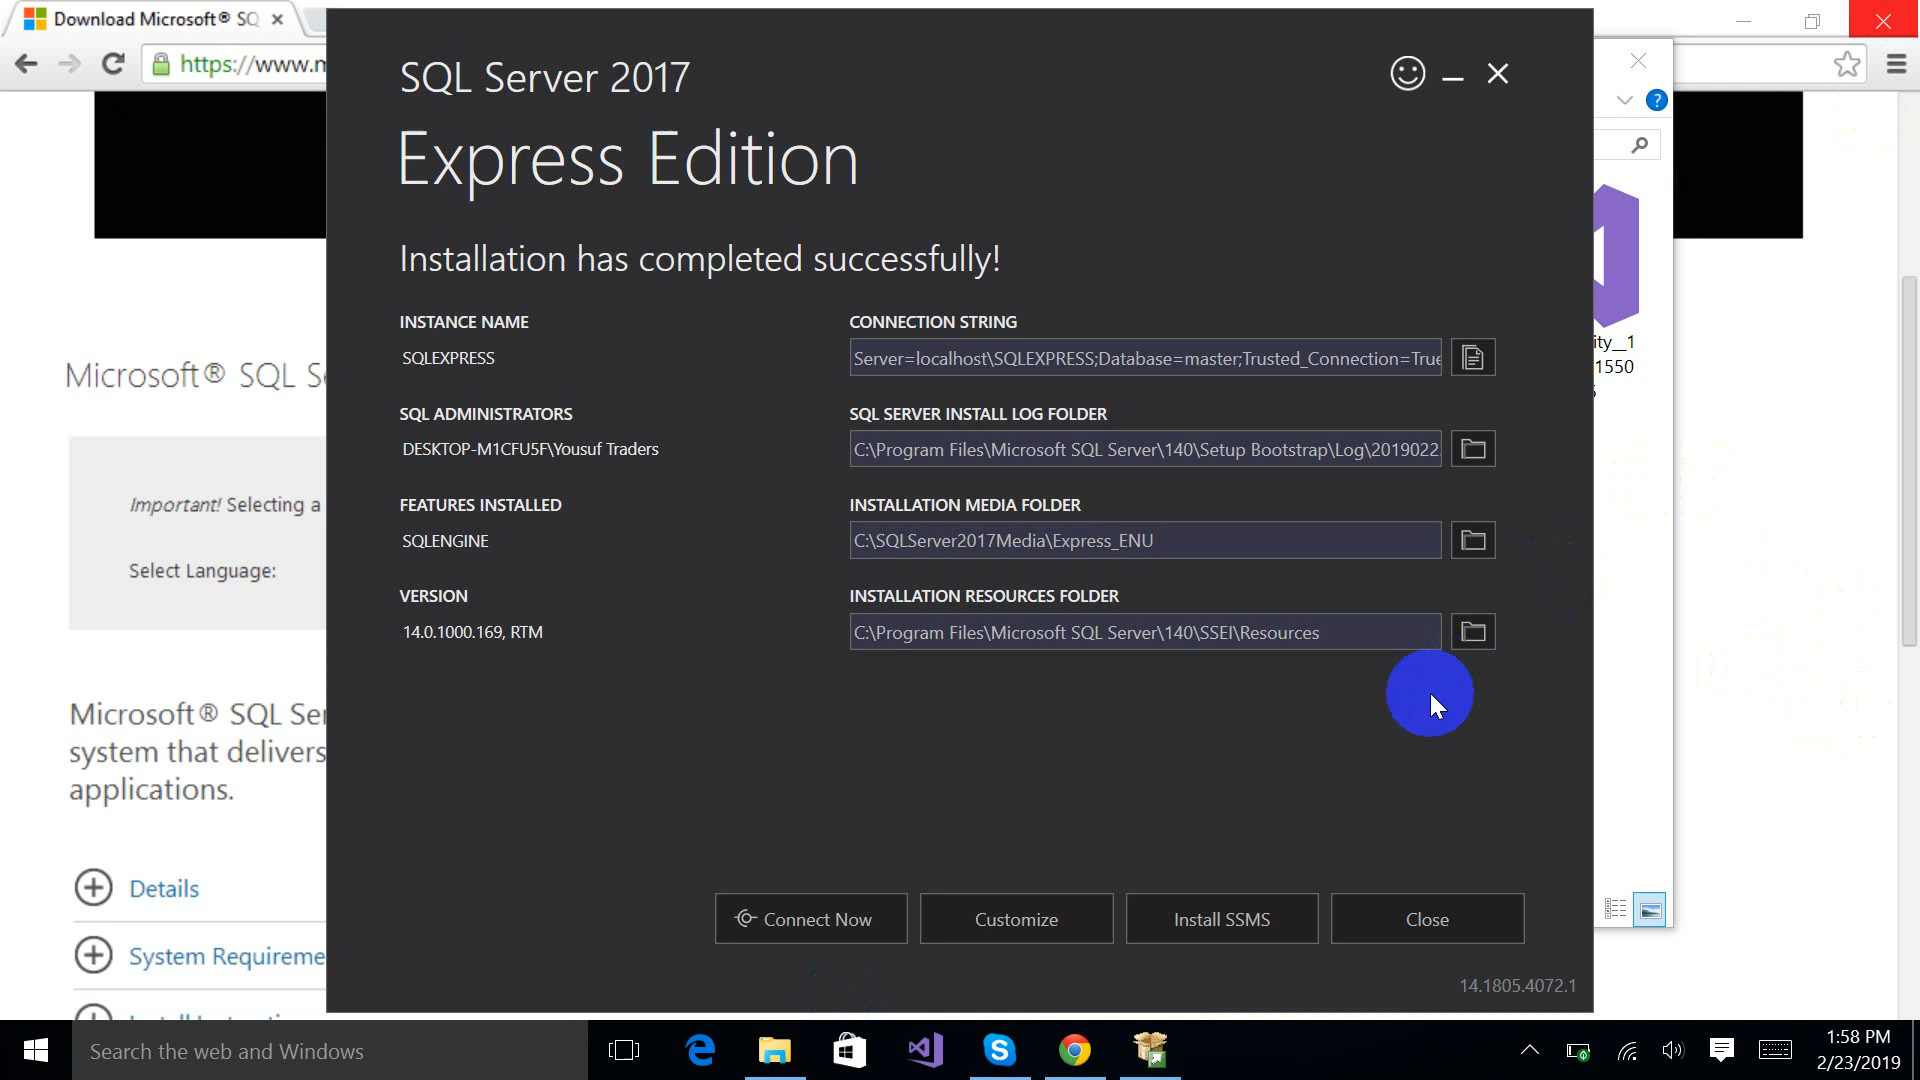 Download Microsoft® SQ
https://www.m
SQL Server 2017
Express Edition
Installation has completed successfully!
INSTANCE NAME
SQLEXPRESS
CONNECTION STRING
Server=localhost\SQLEXPRESS;Database=master;Trusted_Connection=True
SQL ADMINISTRATORS
DESKTOP-M1CFU5F\Yousuf Traders
SQL SERVER INSTALL LOG FOLDER
C:\Program Files\Microsoft SQL Server\140\Setup Bootstrap\Log\2019022
FEATURES INSTALLED
SQLENGINE
INSTALLATION MEDIA FOLDER
C:\SQLServer2017Media\Express_ENU
VERSION
14.0.1000.169, RTM
INSTALLATION RESOURCES FOLDER
C:\Program Files\Microsoft SQL Server\140\SSEI\Resources
Connect Now
Customize
Install SSMS
Close
14.1805.4072.1
Microsoft® SQL Se
Important! Selecting a
Select Language:
Microsoft® SQL Ser
system that delivers
applications.
Details
System Requireme
?
ity__1
1550
Search the web and Windows
1:58 PM
2/23/2019